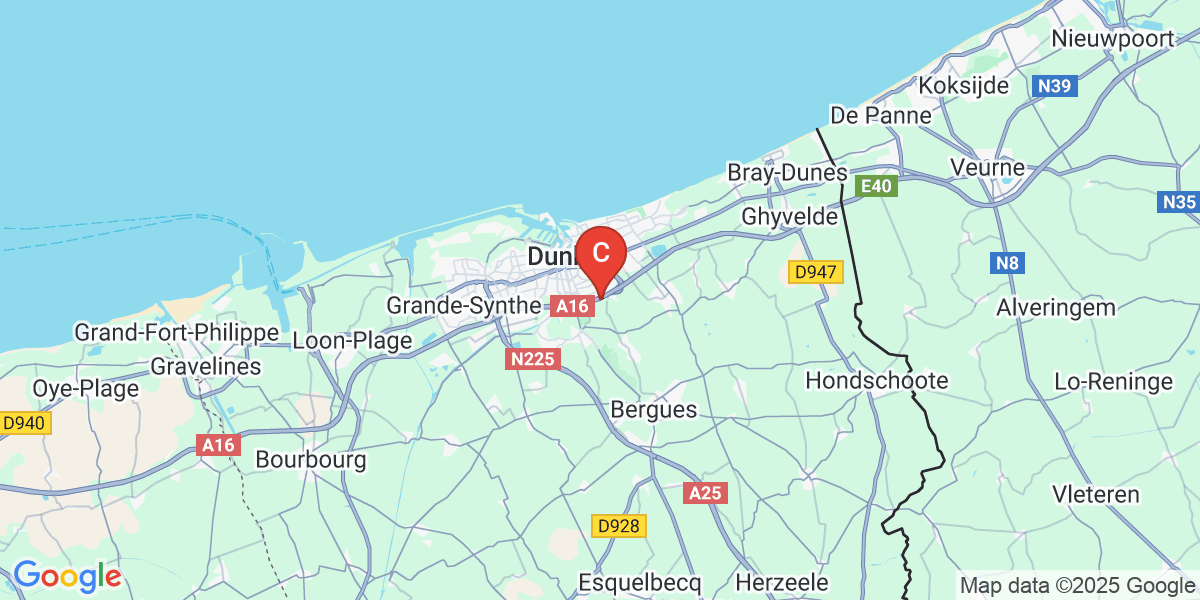 Nieuwpoort
Koksijde
N39
De Panne
Veurne
Bray-Dunes
E40
N35
Ghyvelde
Dun
C
N8
D947
Grande-Synthe
A16
Alveringem
Grand-Fort-Philippe
Loon-Plage
N225
Gravelines
Oye-Plage
Hondschoote
Lo-Reninge
Bergues
D940
A16
Bourbourg
A25
Vleteren
D928
Google
Esquelbecq
Herzeele
Map data ©2025 Google